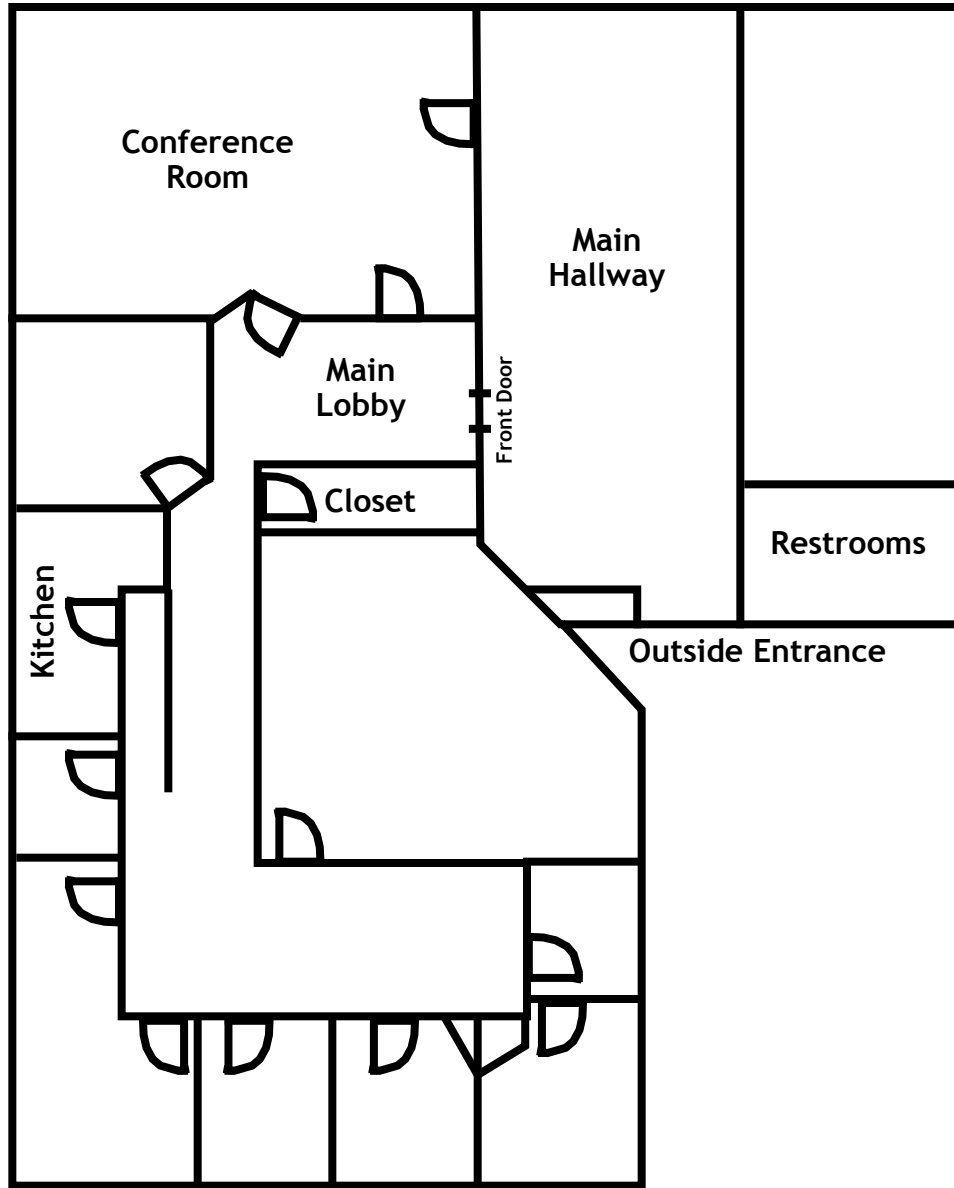 Conference
Room
Main
Hallway
Main
Lobby
Front Door
Closet
Restrooms
Kitchen
Outside Entrance